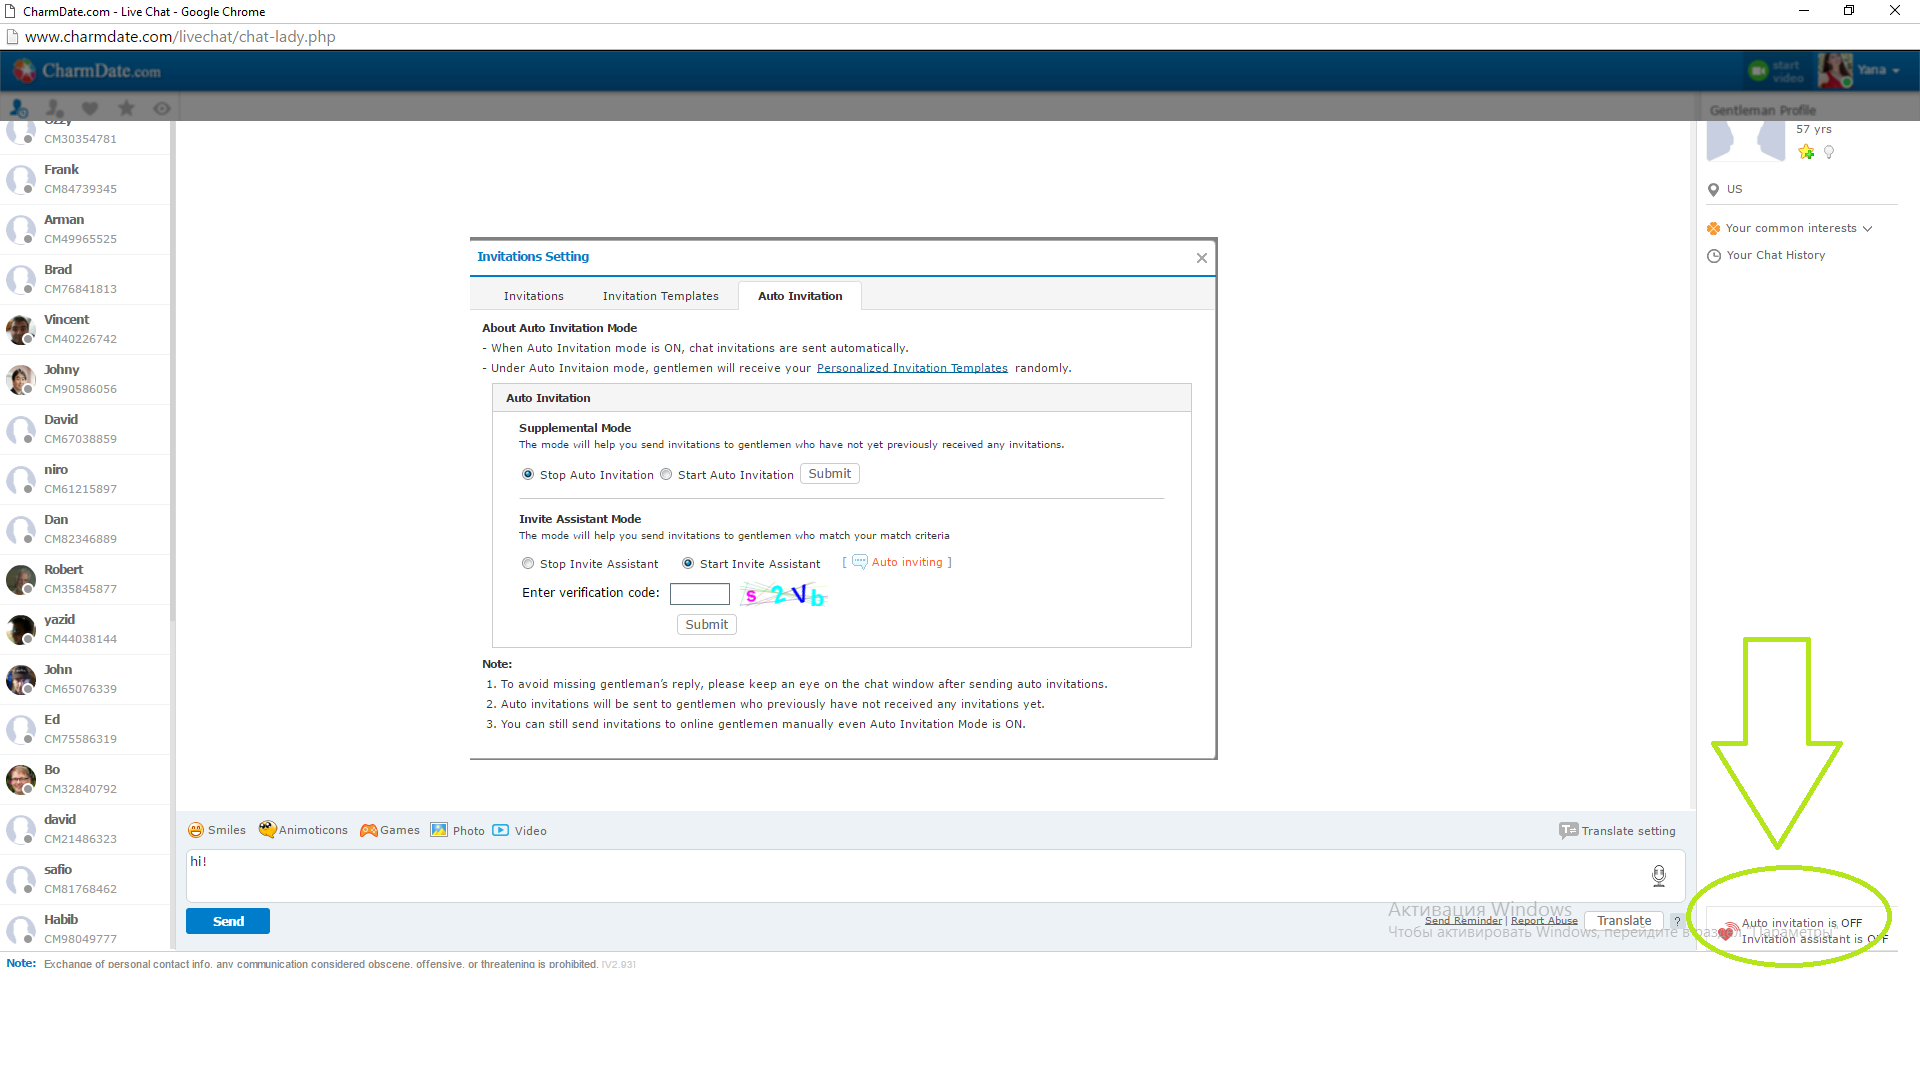 CharmDate.com - Live Chat - Google Chrome
www.charmdate.com/livechat/chat-lady.php
CharmDate.com
start video
Yana
Gentleman Profile
Ozzy
CM30354781
Frank
CM84739345
Arman
CM49965525
Brad
CM76841813
Vincent
CM40226742
Johny
CM90586056
David
CM67038859
niro
CM61215897
Dan
CM82346889
Robert
CM35845877
yazid
CM44038144
John
CM65076339
Ed
CM75586319
Bo
CM32840792
david
CM21486323
safio
CM81768462
Habib
CM98049777
Invitations Setting
Invitations Invitation Templates Auto Invitation
About Auto Invitation Mode
- When Auto Invitation mode is ON, chat invitations are sent automatically.
- Under Auto Invitaion mode, gentlemen will receive your Personalized Invitation Templates randomly.
Auto Invitation
Supplemental Mode
The mode will help you send invitations to gentlemen who have not yet previously received any invitations.
Stop Auto Invitation Start Auto Invitation Submit
Invite Assistant Mode
The mode will help you send invitations to gentlemen who match your match criteria
Stop Invite Assistant Start Invite Assistant [ Auto inviting ]
Enter verification code: s 2 V b
Submit
Note:
1. To avoid missing gentleman's reply, please keep an eye on the chat window after sending auto invitations.
2. Auto invitations will be sent to gentlemen who previously have not received any invitations yet.
3. You can still send invitations to online gentlemen manually even Auto Invitation Mode is ON.
57 yrs
US
Your common interests
Your Chat History
Smiles Animoticons Games Photo Video Translate setting
hi!
Send
Send Reminder | Report Abuse Translate ?
Активация Windows
Чтобы активировать Windows, перейдите в раздел "Параметры".
Auto invitation is OFF
Invitation assistant is OFF
Note: Exchange of personal contact info, any communication considered obscene, offensive, or threatening is prohibited. [V2.93]